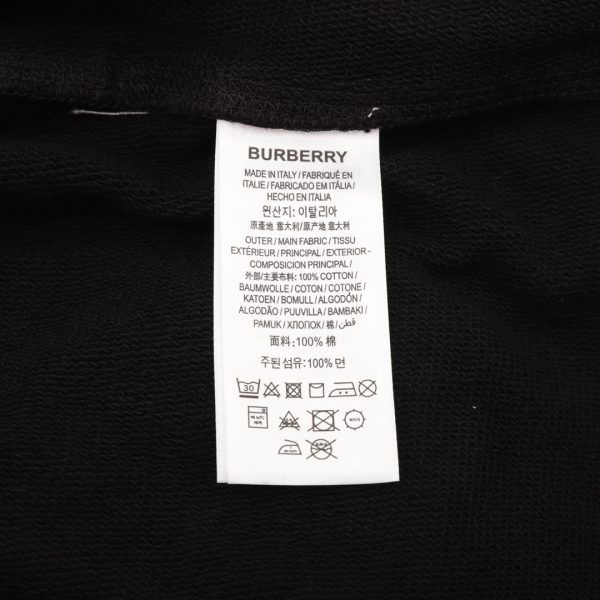 BURBERRY
MADE IN ITALY / FABRIQUÉ EN
ITALIE / FABRICADO EM ITÁLIA /
HECHO EN ITALIA
원산지: 이탈리아
原產地 意大利 / 原产地 意大利
OUTER / MAIN FABRIC / TISSU
EXTÉRIEUR / PRINCIPAL / EXTERIOR -
COMPOSICION PRINCIPAL /
外部/主要布料: 100% COTTON /
BAUMWOLLE / COTON / COTONE /
KATOEN / BOMULL / ALGODÓN /
ALGODÃO / PUUVILLA / BAMBAKI /
PAMUK / ХЛОПОК / 棉 / قطن
面料: 100% 棉
주된 섬유: 100% 면
30